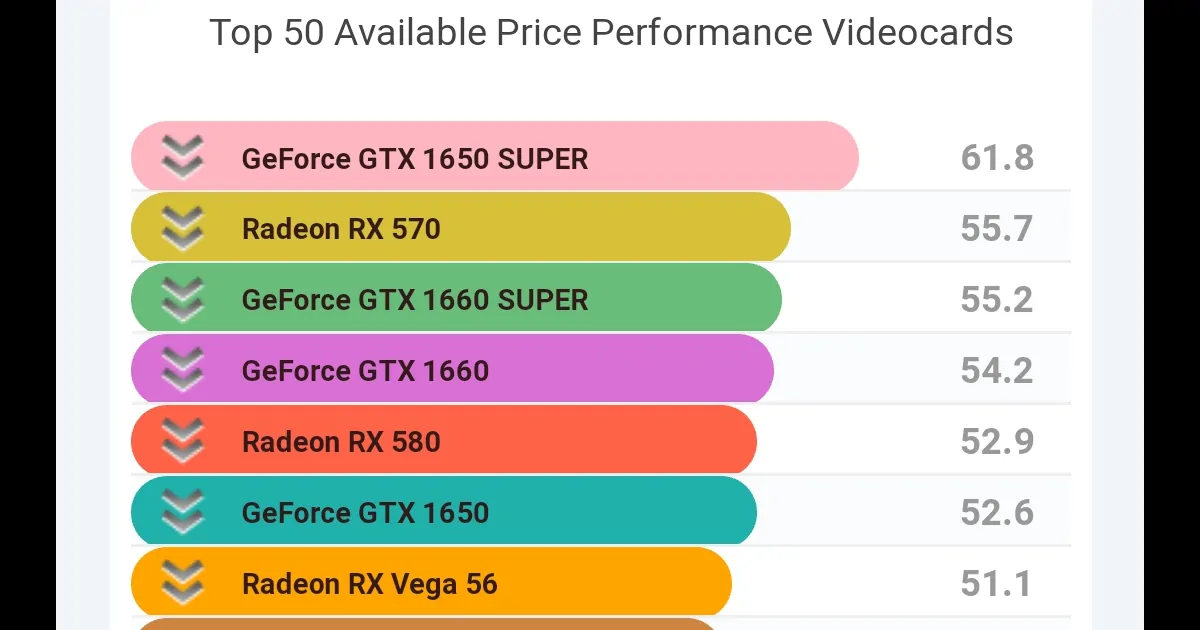 Top 50 Available Price Performance Videocards
GeForce GTX 1650 SUPER 61.8
Radeon RX 570 55.7
GeForce GTX 1660 SUPER 55.2
GeForce GTX 1660 54.2
Radeon RX 580 52.9
GeForce GTX 1650 52.6
Radeon RX Vega 56 51.1